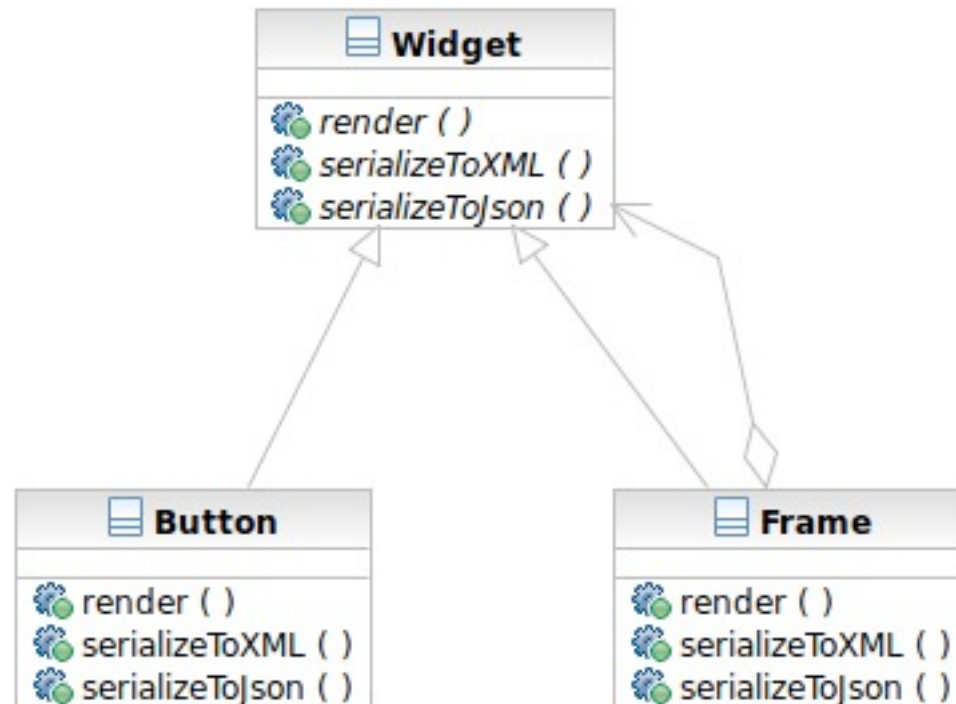 Widget
render ( )
serializeToXML ( )
serializeToJson ( )
Button
render ( )
serializeToXML ( )
serializeToJson ( )
Frame
render ( )
serializeToXML ( )
serializeToJson ( )